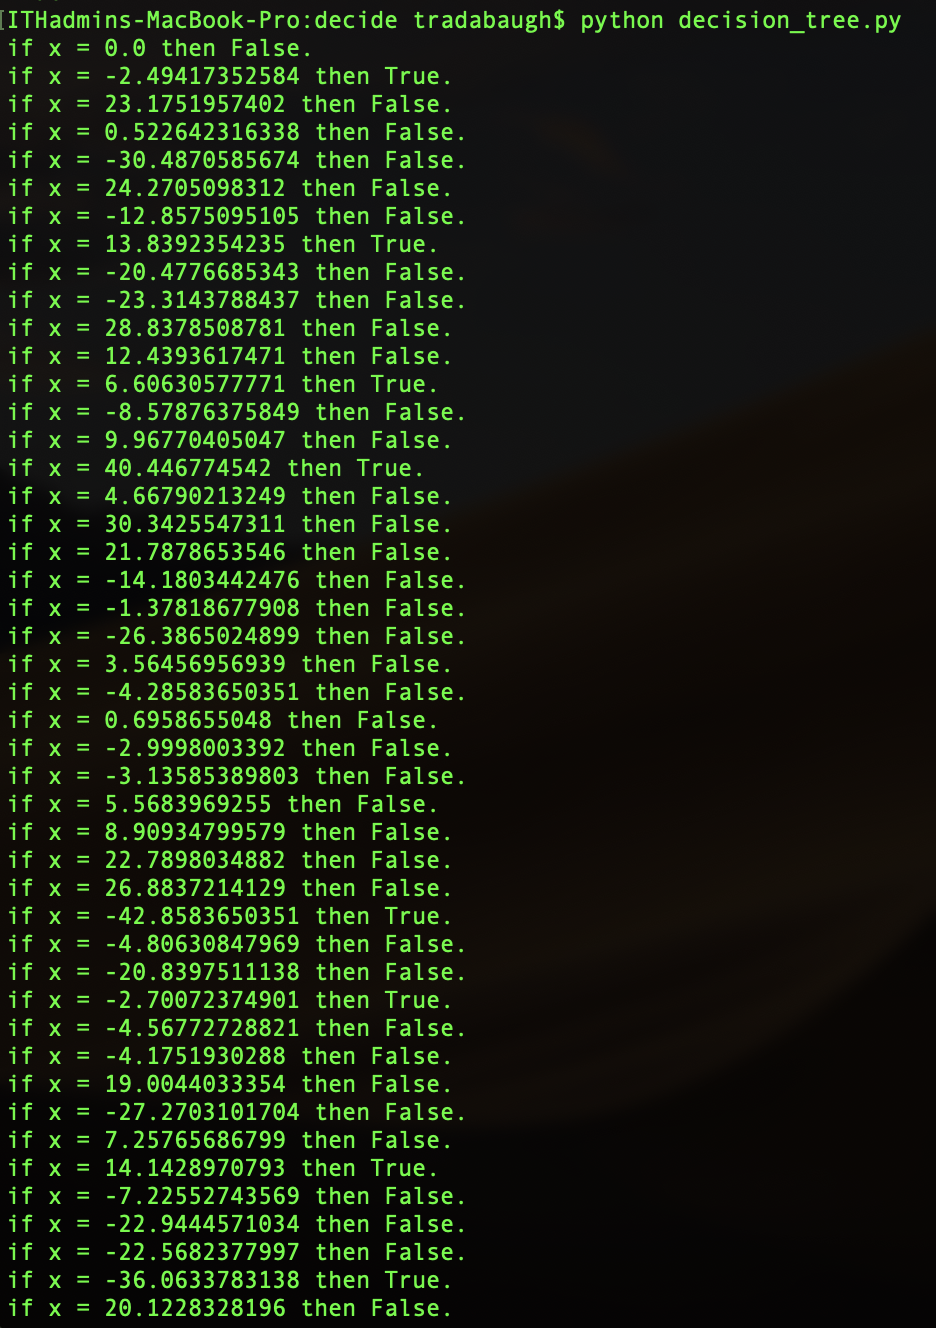 ITHadmins-MacBook-Pro:decide tradabaugh$ python decision_tree.py
if x = 0.0 then False.
if x = -2.49417352584 then True.
if x = 23.1751957402 then False.
if x = 0.522642316338 then False.
if x = -30.4870585674 then False.
if x = 24.2705098312 then False.
if x = -12.8575095105 then False.
if x = 13.8392354235 then True.
if x = -20.4776685343 then False.
if x = -23.3143788437 then False.
if x = 28.8378508781 then False.
if x = 12.4393617471 then False.
if x = 6.60630577771 then True.
if x = -8.57876375849 then False.
if x = 9.96770405047 then False.
if x = 40.446774542 then True.
if x = 4.66790213249 then False.
if x = 30.3425547311 then False.
if x = 21.7878653546 then False.
if x = -14.1803442476 then False.
if x = -1.37818677908 then False.
if x = -26.3865024899 then False.
if x = 3.56456956939 then False.
if x = -4.28583650351 then False.
if x = 0.6958655048 then False.
if x = -2.9998003392 then False.
if x = -3.13585389803 then False.
if x = 5.5683969255 then False.
if x = 8.90934799579 then False.
if x = 22.7898034882 then False.
if x = 26.8837214129 then False.
if x = -42.8583650351 then True.
if x = -4.80630847969 then False.
if x = -20.8397511138 then False.
if x = -2.70072374901 then True.
if x = -4.56772728821 then False.
if x = -4.1751930288 then False.
if x = 19.0044033354 then False.
if x = -27.2703101704 then False.
if x = 7.25765686799 then False.
if x = 14.1428970793 then True.
if x = -7.22552743569 then False.
if x = -22.9444571034 then False.
if x = -22.5682377997 then False.
if x = -36.0633783138 then True.
if x = 20.1228328196 then False.